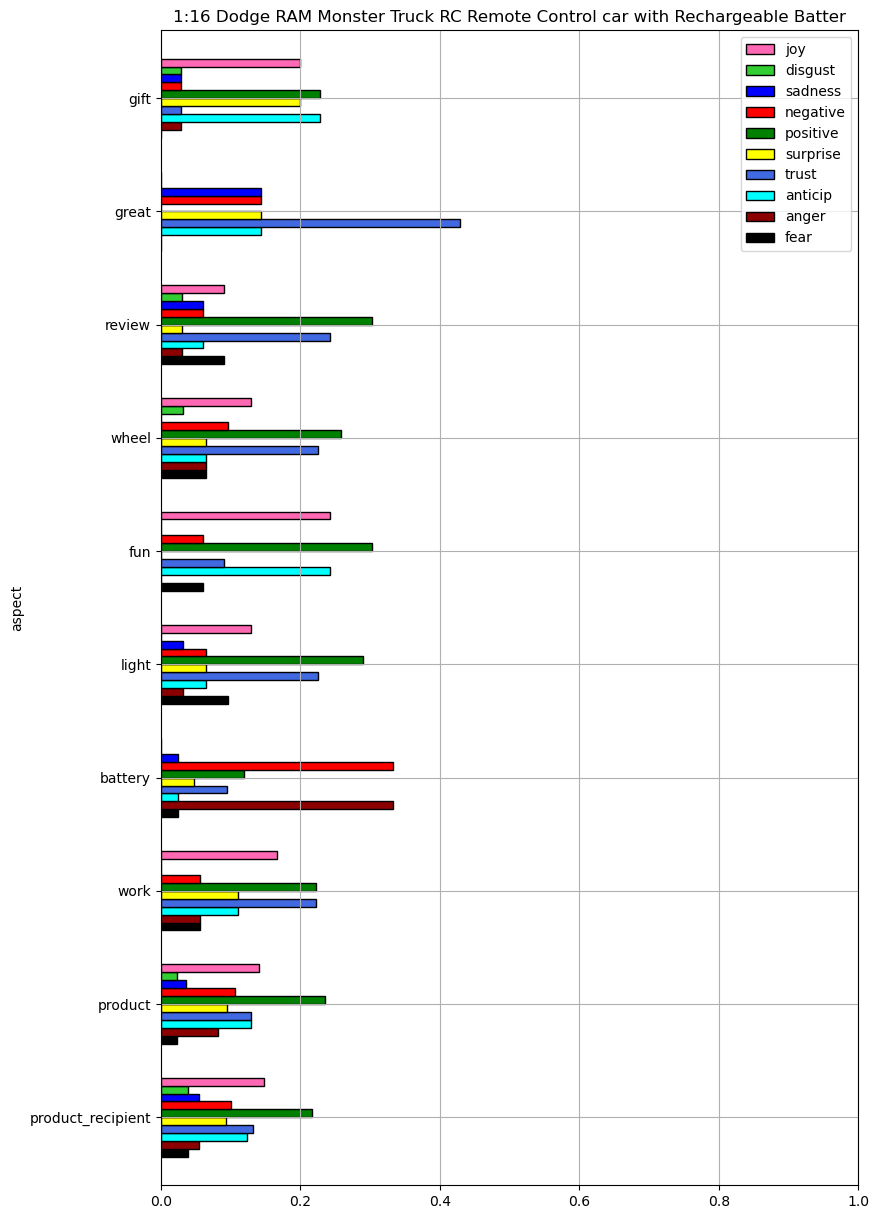 1:16 Dodge RAM Monster Truck RC Remote Control car with Rechargeable Batter
joy
disgust
sadness
negative
positive
surprise
trust
anticip
anger
fear
gift
great
review
wheel
fun
light
battery
work
product
product_recipient
aspect
0.0 0.2 0.4 0.6 0.8 1.0